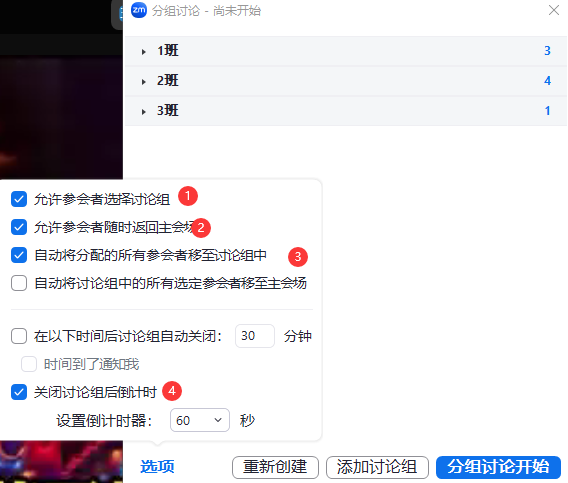 zm 分组讨论 - 尚未开始
1班 3
2班 4
3班 1
允许参会者选择讨论组 1
允许参会者随时返回主会场 2
自动将分配的所有参会者移至讨论组中 3
自动将讨论组中的所有选定参会者移至主会场
在以下时间后讨论组自动关闭： 30 分钟
时间到了通知我
关闭讨论组后倒计时 4
设置倒计时器： 60 秒
选项 重新创建 添加讨论组 分组讨论开始